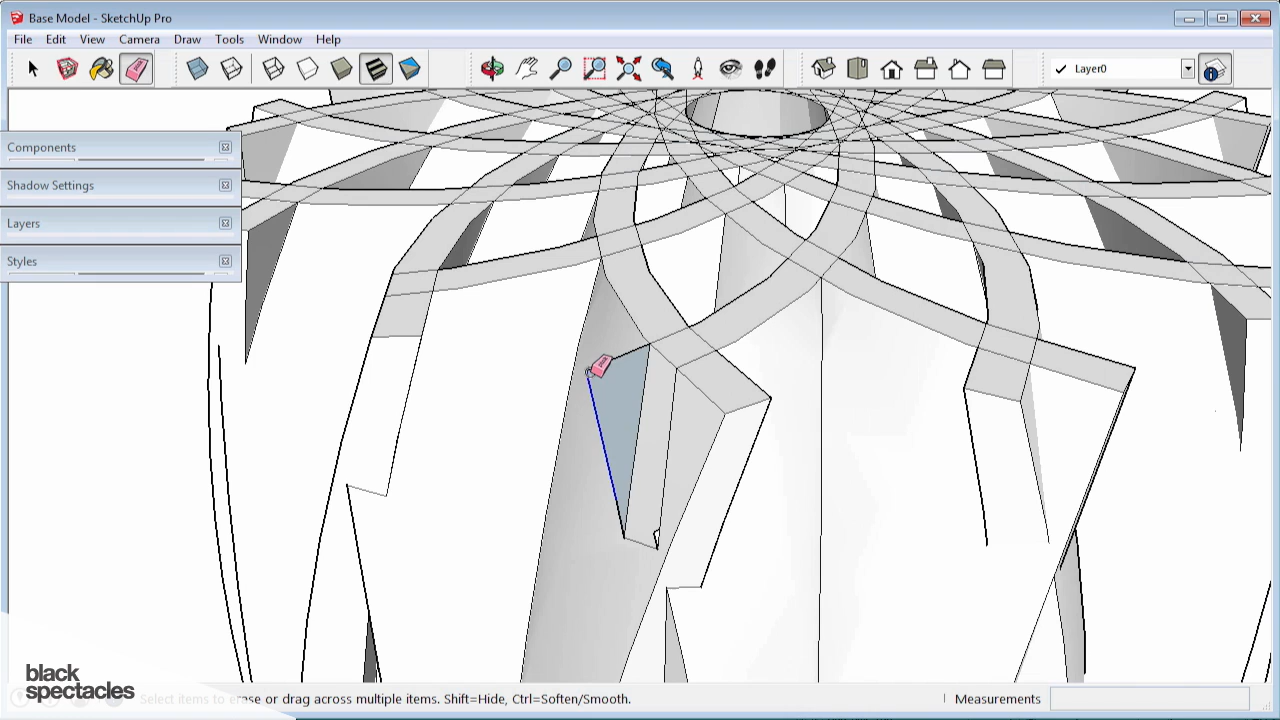 Base Model - SketchUp Pro
File Edit View Camera Draw Tools Window Help
Layer0
Components
Shadow Settings
Layers
Styles
black
spectacles
Select items to erase or drag across multiple items. Shift=Hide, Ctrl=Soften/Smooth.
Measurements